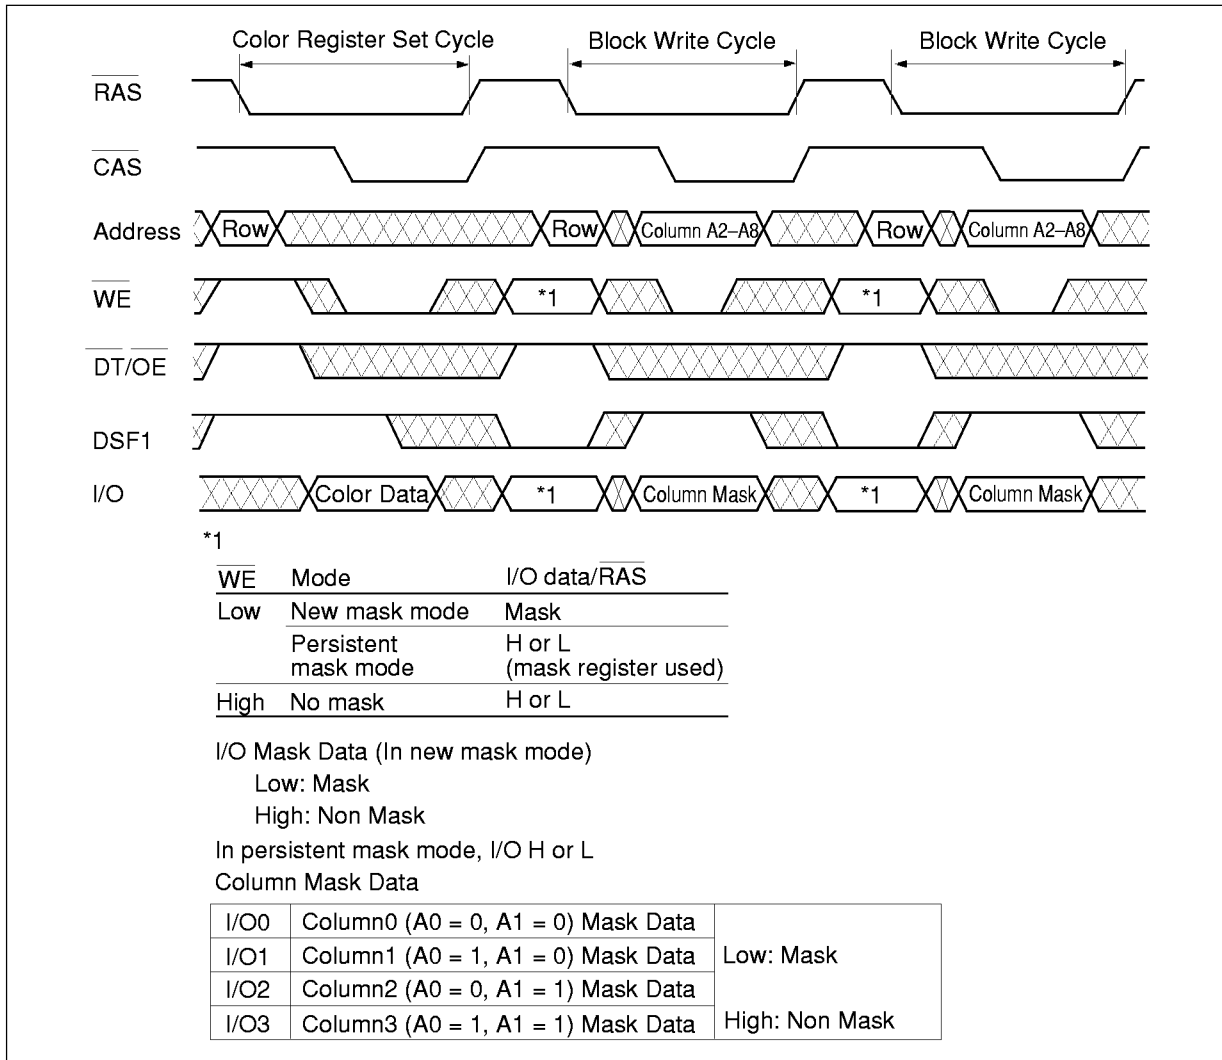 Color Register Set Cycle Block Write Cycle Block Write Cycle
RAS
CAS
Address Row Row Column A2–A8 Row Column A2–A8
WE *1 *1
DT/OE
DSF1
I/O Color Data *1 Column Mask *1 Column Mask
*1
WE Mode I/O data/RAS
Low New mask mode Mask
Persistent H or L
mask mode (mask register used)
High No mask H or L
I/O Mask Data (In new mask mode)
Low: Mask
High: Non Mask
In persistent mask mode, I/O H or L
Column Mask Data
I/O0 Column0 (A0 = 0, A1 = 0) Mask Data
I/O1 Column1 (A0 = 1, A1 = 0) Mask Data Low: Mask
I/O2 Column2 (A0 = 0, A1 = 1) Mask Data
I/O3 Column3 (A0 = 1, A1 = 1) Mask Data High: Non Mask